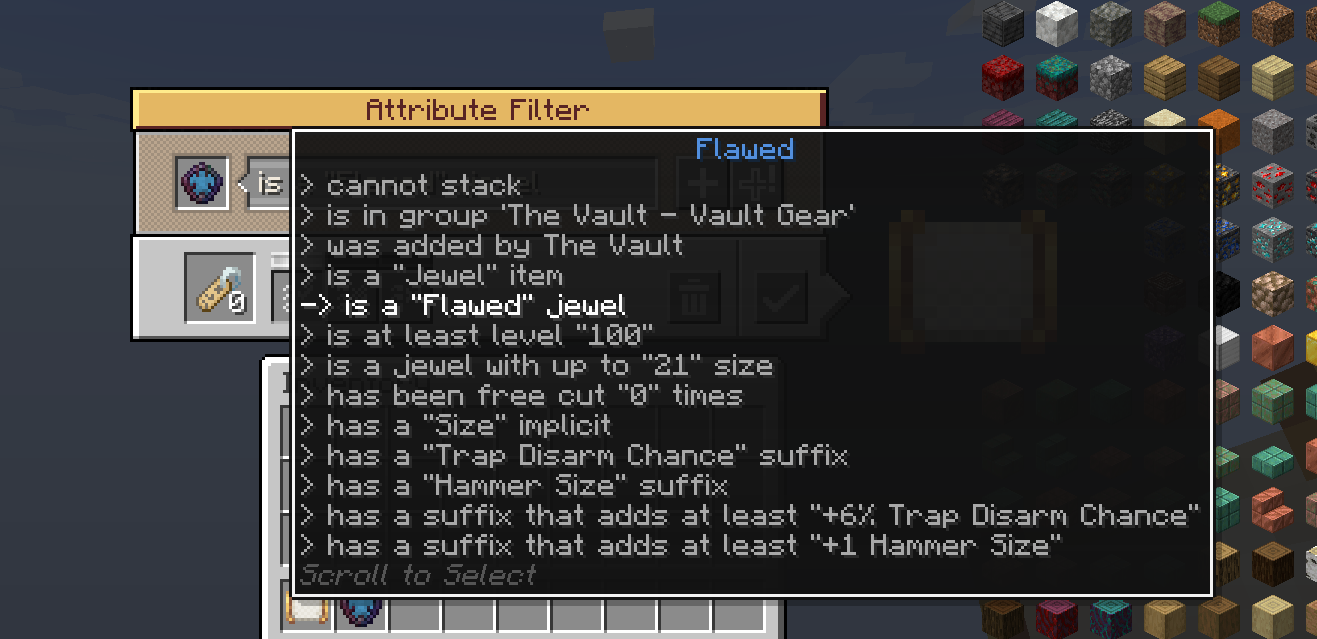 Attribute Filter
is
Flawed
> cannot stack
> is in group 'The Vault - Vault Gear'
> was added by The Vault
> is a "Jewel" item
-> is a "Flawed" jewel
> is at least level "100"
> is a jewel with up to "21" size
> has been free cut "0" times
> has a "Size" implicit
> has a "Trap Disarm Chance" suffix
> has a "Hammer Size" suffix
> has a suffix that adds at least "+6% Trap Disarm Chance"
> has a suffix that adds at least "+1 Hammer Size"
Scroll to Select
0